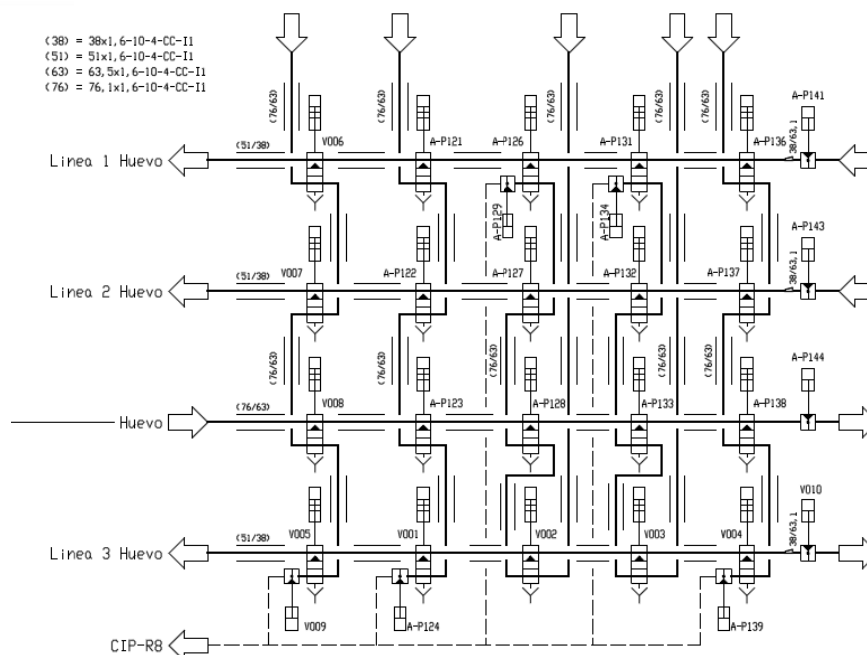 (38) = 38x1,6-10-4-CC-I1
(51) = 51x1,6-10-4-CC-I1
(63) = 63,5x1,6-10-4-CC-I1
(76) = 76,1x1,6-10-4-CC-I1
(76/63)
(76/63)
(76/63)
(76/63)
(76/63)
A-P141
(51/38)
V006
A-P121
A-P126
A-P131
A-P136
38/63,1
Linea 1 Huevo
A-P129
A-P134
A-P143
(51/38)
V007
A-P122
A-P127
A-P132
A-P137
38/63,1
Linea 2 Huevo
(76/63)
(76/63)
(76/63)
(76/63)
(76/63)
A-P144
(76/63)
V008
A-P123
A-P128
A-P133
A-P138
Huevo
V010
(51/38)
V005
V001
V002
V003
V004
38/63,1
Linea 3 Huevo
V009
A-P124
A-P139
CIP-R8